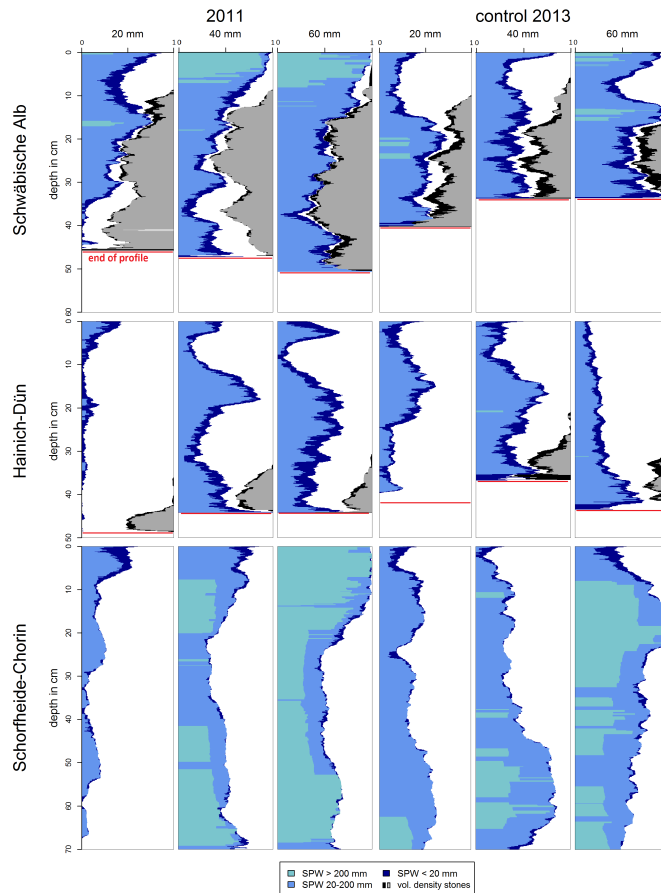 2011 control 2013
20 mm 40 mm 60 mm 20 mm 40 mm 60 mm
1 0 1 0 1 0 1 0 1 0
Schwäbische Alb
depth in cm
0
10
20
30
40
50
60
end of profile
Hainich-Dün
depth in cm
0
10
20
30
40
50
Schorfheide-Chorin
depth in cm
0
10
20
30
40
50
60
70
SPW > 200 mm SPW < 20 mm
SPW 20-200 mm vol. density stones